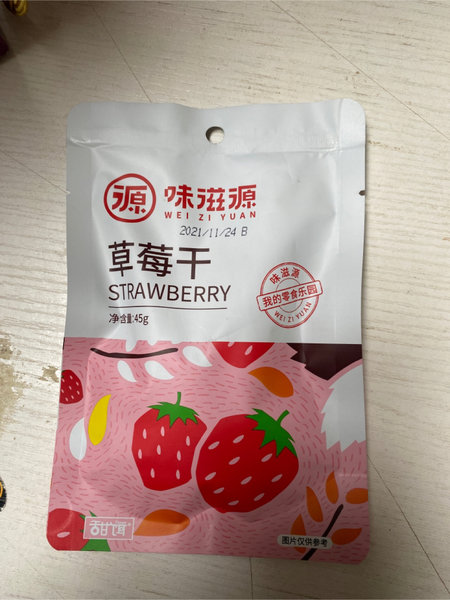 源 味滋源
WEI ZI YUAN
2021/11/24 B
草莓干
STRAWBERRY
净含量:45g
味滋源
我的零食乐园
WEI ZI YUAN
甜馔
图片仅供参考